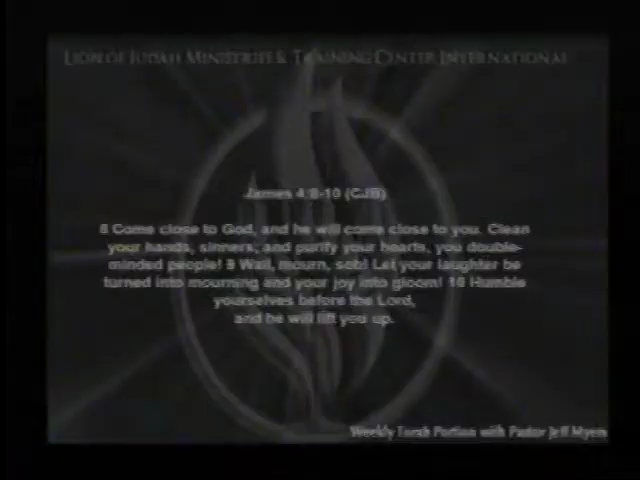 LION OF JUDAH MINISTRIES & TRAINING CENTER INTERNATIONAL
James 4:8-10 (CJB)
8 Come close to God, and he will come close to you. Clean
your hands, sinners; and purify your hearts, you double-
minded people! 9 Wail, mourn, sob! Let your laughter be
turned into mourning and your joy into gloom! 10 Humble
yourselves before the Lord,
and he will lift you up.
Weekly Torah Portion with Pastor Jeff Myers